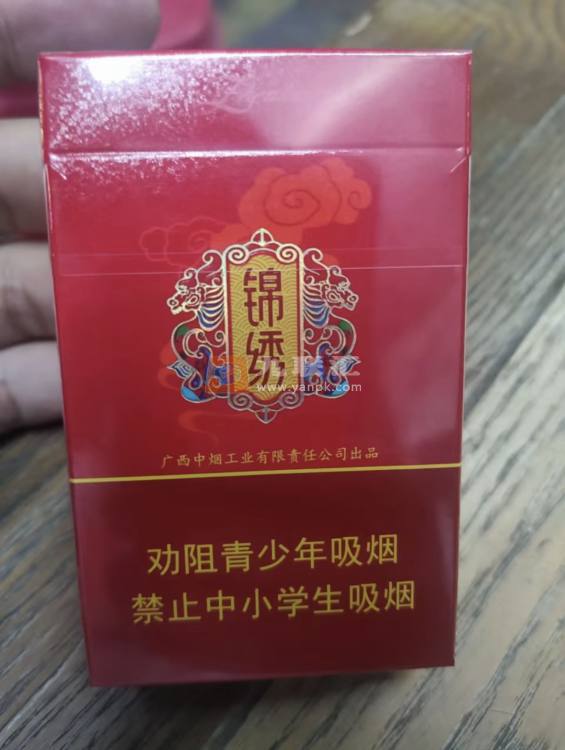 锦绣
www.yanpk.com
广西中烟工业有限责任公司出品
劝阻青少年吸烟
禁止中小学生吸烟